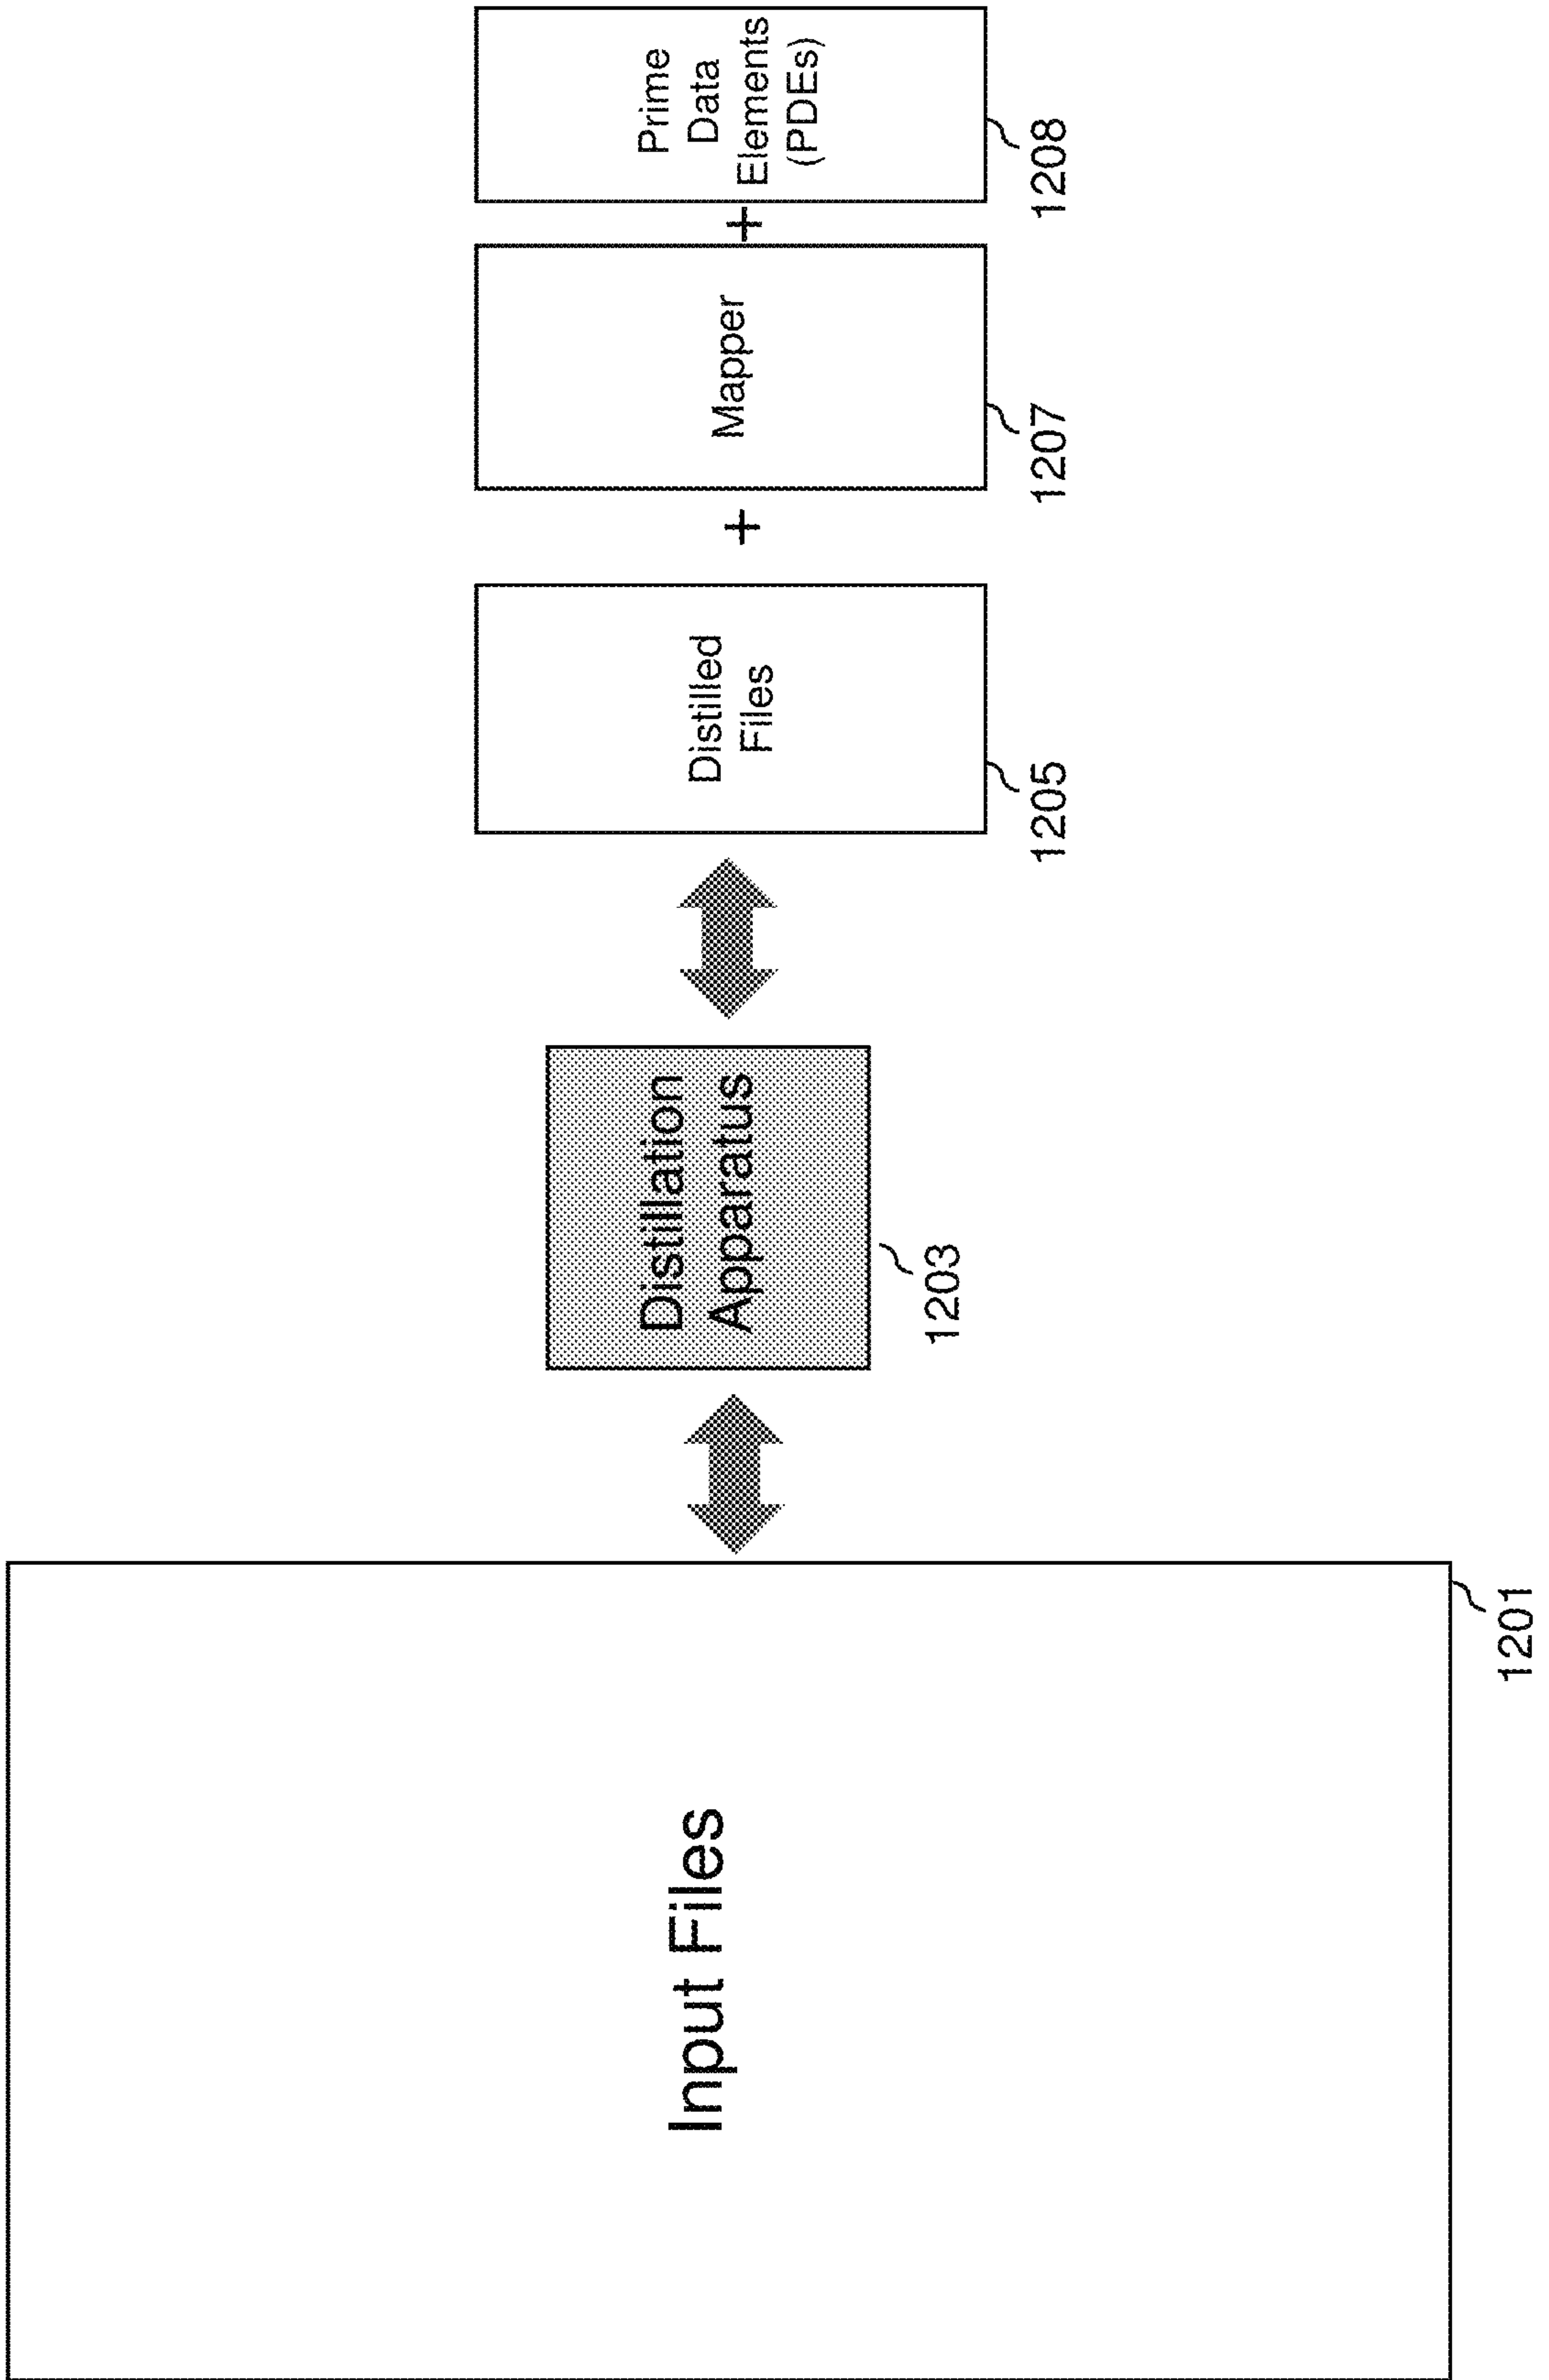 Input Files
1201
Distillation
Apparatus
1203
Distilled
Files
1205
+
Mapper
1207
+
Prime
Data
Elements
(PDEs)
1208